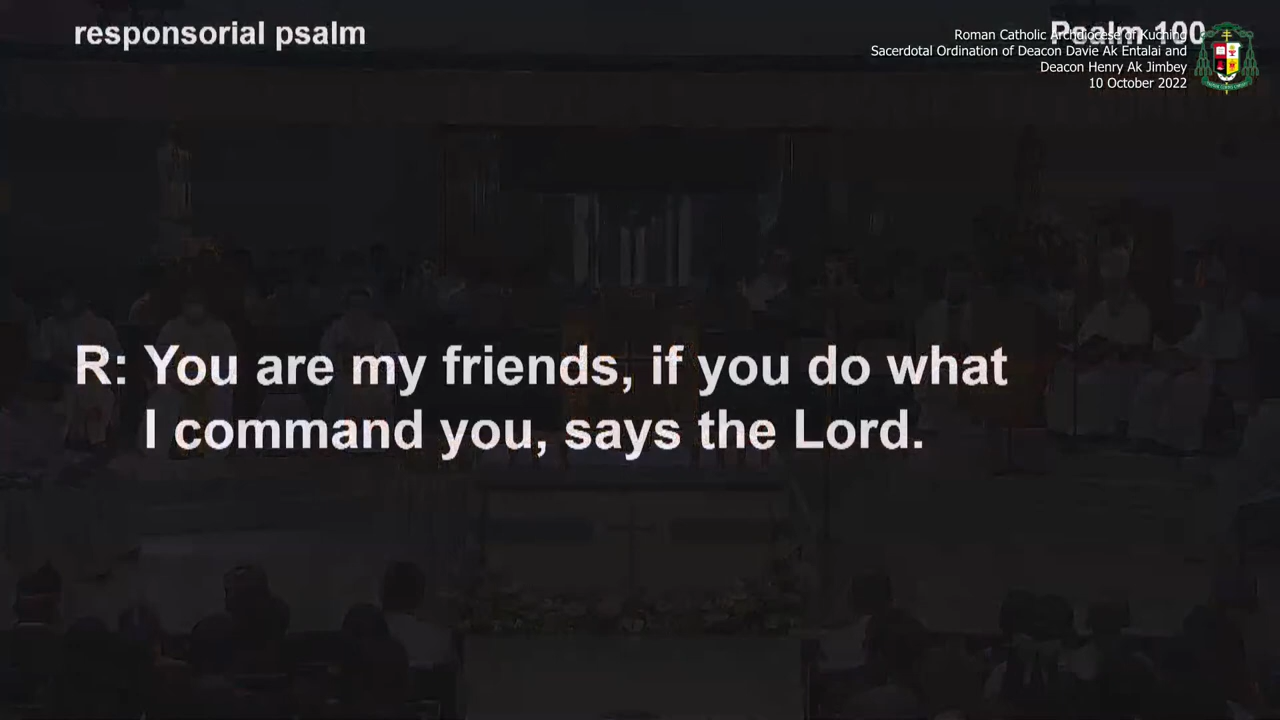 responsorial psalm
Psalm 100
Roman Catholic Archdiocese of Kuching
Sacerdotal Ordination of Deacon Davie Ak Entalai and
Deacon Henry Ak Jimbey
10 October 2022
R: You are my friends, if you do what
I command you, says the Lord.